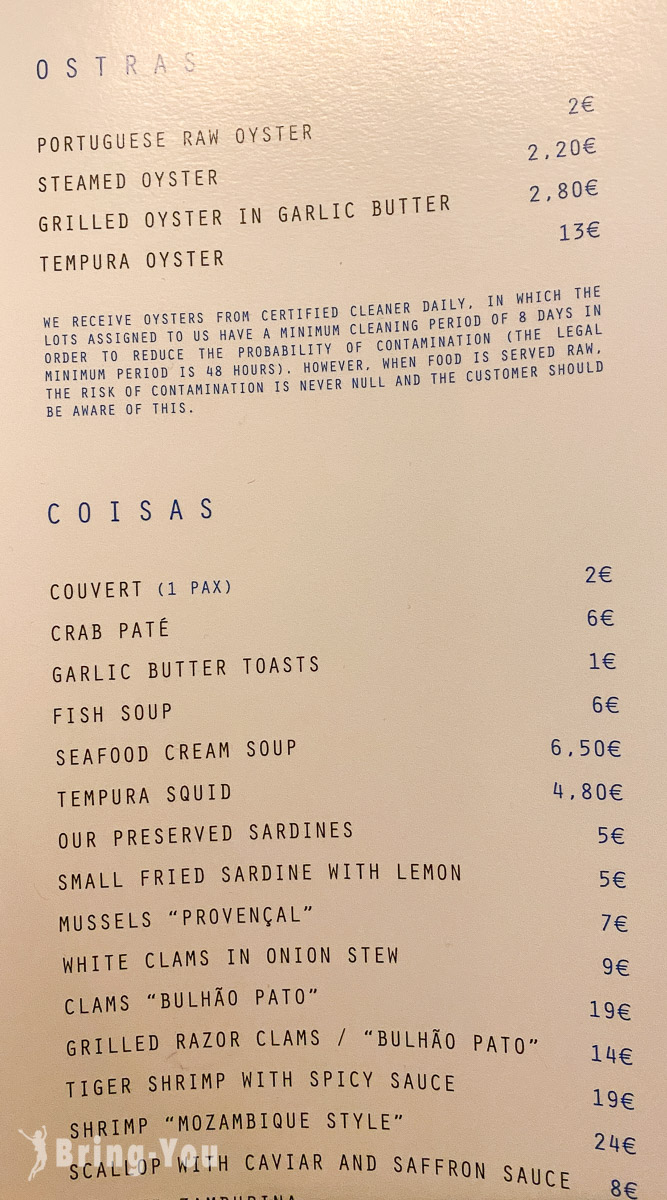 OSTRAS
PORTUGUESE RAW OYSTER 2€
STEAMED OYSTER 2,20€
GRILLED OYSTER IN GARLIC BUTTER 2,80€
TEMPURA OYSTER 13€
WE RECEIVE OYSTERS FROM CERTIFIED CLEANER DAILY, IN WHICH THE
LOTS ASSIGNED TO US HAVE A MINIMUM CLEANING PERIOD OF 8 DAYS IN
ORDER TO REDUCE THE PROBABILITY OF CONTAMINATION (THE LEGAL
MINIMUM PERIOD IS 48 HOURS). HOWEVER, WHEN FOOD IS SERVED RAW,
THE RISK OF CONTAMINATION IS NEVER NULL AND THE CUSTOMER SHOULD
BE AWARE OF THIS.
COISAS
COUVERT (1 PAX) 2€
CRAB PATÉ 6€
GARLIC BUTTER TOASTS 1€
FISH SOUP 6€
SEAFOOD CREAM SOUP 6,50€
TEMPURA SQUID 4,80€
OUR PRESERVED SARDINES 5€
SMALL FRIED SARDINE WITH LEMON 5€
MUSSELS “PROVENÇAL” 7€
WHITE CLAMS IN ONION STEW 9€
CLAMS “BULHÃO PATO” 19€
GRILLED RAZOR CLAMS / “BULHÃO PATO” 14€
TIGER SHRIMP WITH SPICY SAUCE 19€
SHRIMP “MOZAMBIQUE STYLE” 24€
SCALLOP WITH CAVIAR AND SAFFRON SAUCE 8€
Bring-You